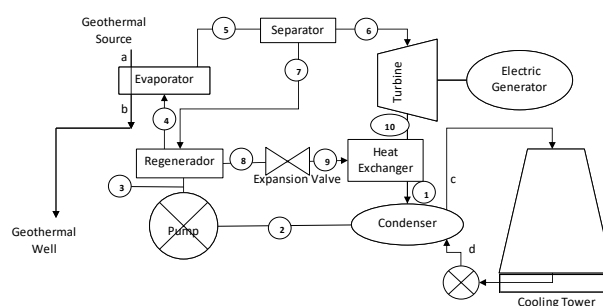 Geothermal
Source
a
5
Separator
6
Evaporator
b
7
4
Turbine
Electric
Generator
10
Regenerador
8
9
Expansion Valve
Heat
Exchanger
1
c
3
Pump
2
Condenser
d
Geothermal
Well
Cooling Tower